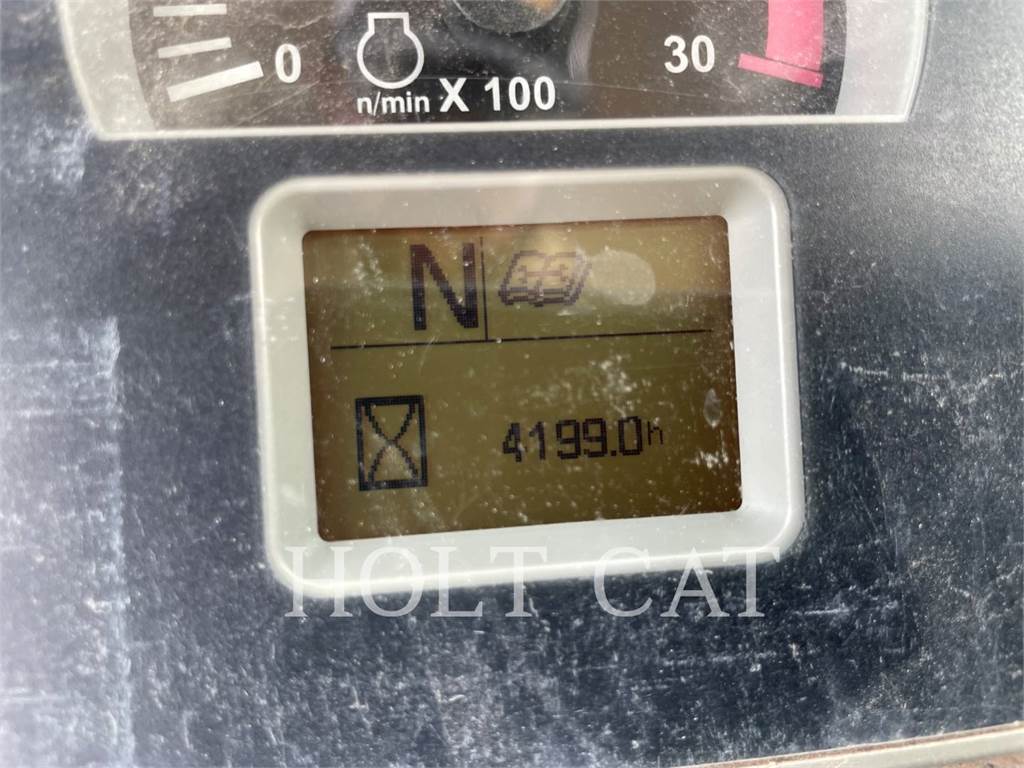 0
30
n/min X 100
N
4199.0h
HOLT CAT